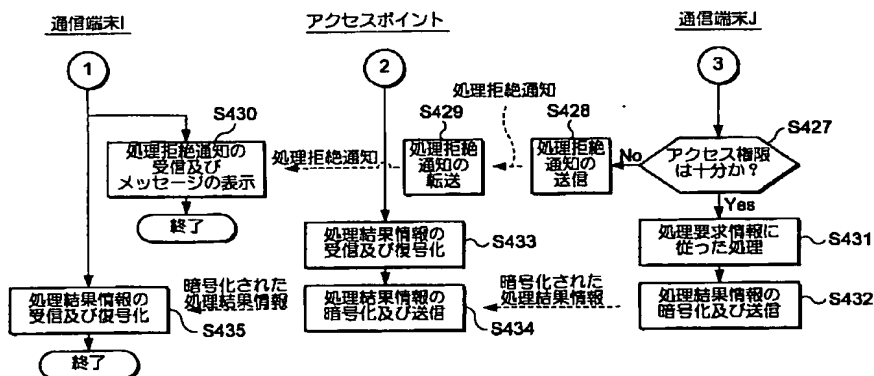 通信端末I
アクセスポイント
通信端末J
1
2
3
処理拒絶通知
S430
S429
S428
S427
処理拒絶通知の
受信及び
メッセージの表示
処理拒絶通知
処理拒絶
通知の
転送
処理拒絶
通知の
送信
No
アクセス権限
は十分か?
Yes
終了
処理結果情報の
受信及び復号化
S433
処理要求情報に
従った処理
S431
暗号化された
処理結果情報
暗号化された
処理結果情報
処理結果情報の
受信及び復号化
S435
処理結果情報の
暗号化及び送信
S434
処理結果情報の
暗号化及び送信
S432
終了